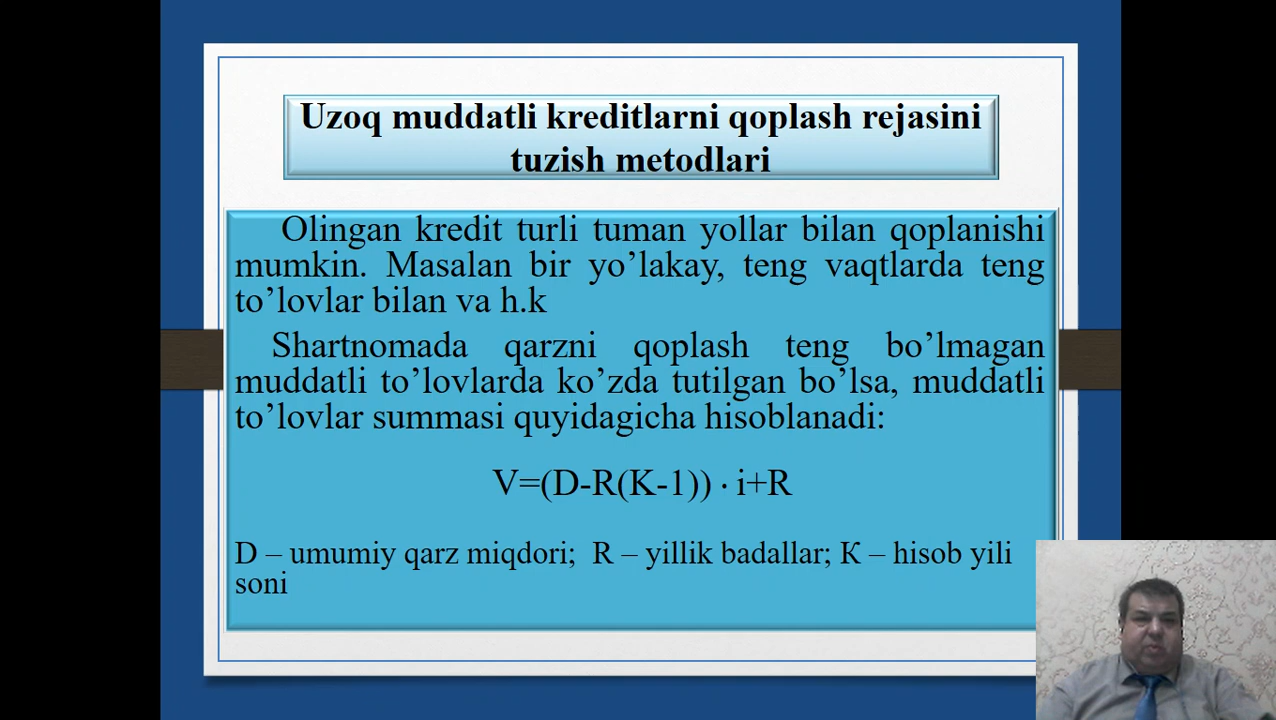 Uzoq muddatli kreditlarni qoplash rejasini
tuzish metodlari
Olingan kredit turli tuman yollar bilan qoplanishi
mumkin. Masalan bir yo’lakay, teng vaqtlarda teng
to’lovlar bilan va h.k
Shartnomada qarzni qoplash teng bo’lmagan
muddatli to’lovlarda ko’zda tutilgan bo’lsa, muddatli
to’lovlar summasi quyidagicha hisoblanadi:
V=(D-R(K-1)) · i+R
D – umumiy qarz miqdori; R – yillik badallar; K – hisob yili
soni